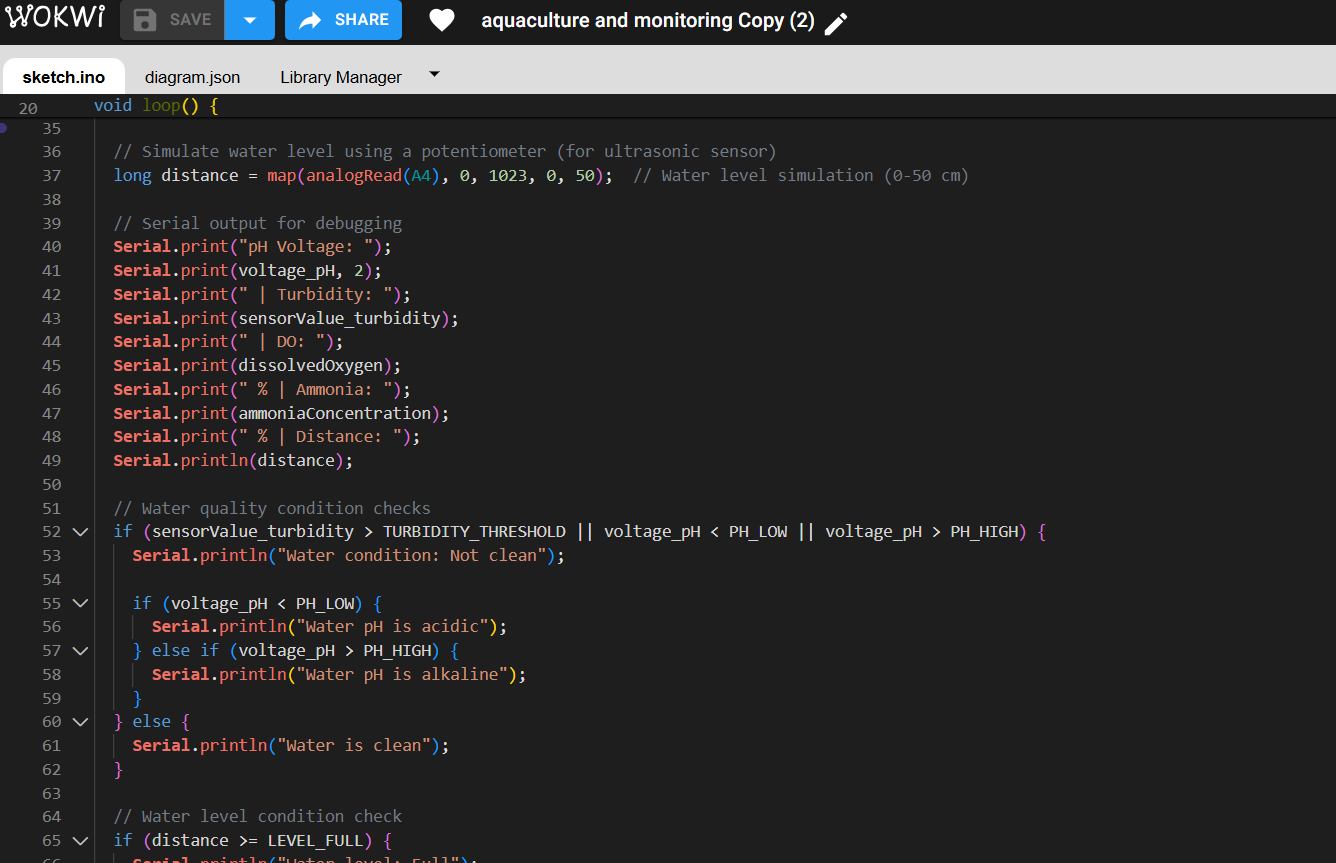 WOKWI SAVE SHARE aquaculture and monitoring Copy (2)
sketch.ino diagram.json Library Manager
20 void loop() {
35
36 // Simulate water level using a potentiometer (for ultrasonic sensor)
37 long distance = map(analogRead(A4), 0, 1023, 0, 50);  // Water level simulation (0-50 cm)
38
39 // Serial output for debugging
40 Serial.print("pH Voltage: ");
41 Serial.print(voltage_pH, 2);
42 Serial.print(" | Turbidity: ");
43 Serial.print(sensorValue_turbidity);
44 Serial.print(" | DO: ");
45 Serial.print(dissolvedOxygen);
46 Serial.print(" % | Ammonia: ");
47 Serial.print(ammoniaConcentration);
48 Serial.print(" % | Distance: ");
49 Serial.println(distance);
50
51 // Water quality condition checks
52 if (sensorValue_turbidity > TURBIDITY_THRESHOLD || voltage_pH < PH_LOW || voltage_pH > PH_HIGH) {
53 Serial.println("Water condition: Not clean");
54
55 if (voltage_pH < PH_LOW) {
56 Serial.println("Water pH is acidic");
57 } else if (voltage_pH > PH_HIGH) {
58 Serial.println("Water pH is alkaline");
59 }
60 } else {
61 Serial.println("Water is clean");
62 }
63
64 // Water level condition check
65 if (distance >= LEVEL_FULL) {
66 Serial.println("Water level: Full");